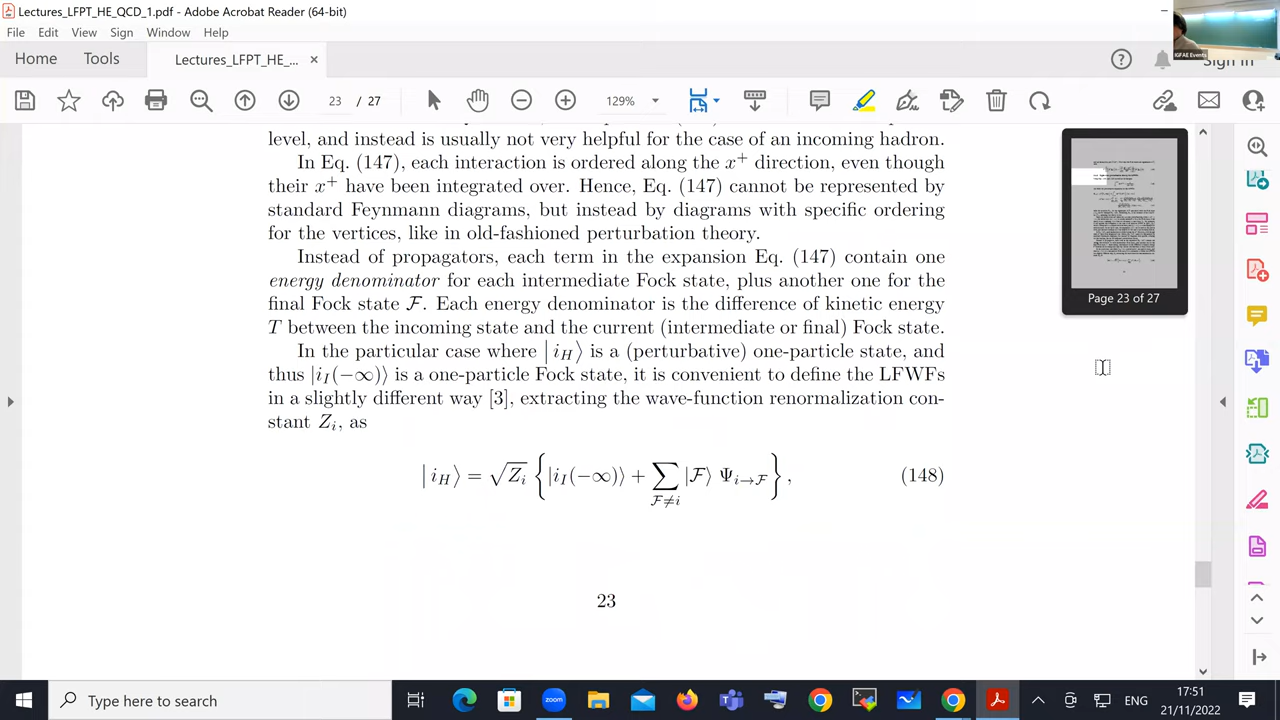 Lectures_LFPT_HE_QCD_1.pdf - Adobe Acrobat Reader (64-bit)
File Edit View Sign Window Help
Home Tools Lectures_LFPT_HE_... × Sign In
IGFAE Events
23 / 27 129%
level, and instead is usually not very helpful for the case of an incoming hadron.
In Eq. (147), each interaction is ordered along the x⁺ direction, even though
their x⁺ have been integrated over. Hence, Eq. (147) cannot be represented by
standard Feynmann diagrams, but instead by diagrams with specific ordering
for the vertices, like in old-fashioned perturbation theory.
Instead of propagators, each term in the expansion Eq. (147) contain one
energy denominator for each intermediate Fock state, plus another one for the
final Fock state ℱ. Each energy denominator is the difference of kinetic energy
T between the incoming state and the current (intermediate or final) Fock state.
In the particular case where |i_H⟩ is a (perturbative) one-particle state, and
thus |i_I(−∞)⟩ is a one-particle Fock state, it is convenient to define the LFWFs
in a slightly different way [3], extracting the wave-function renormalization con-
stant Z_i, as
|i_H⟩ = √Z_i { |i_I(−∞)⟩ + ∑_{ℱ≠i} |ℱ⟩ Ψ_{i→ℱ} } , (148)
23
Page 23 of 27
Type here to search
zoom
ENG
17:51
21/11/2022